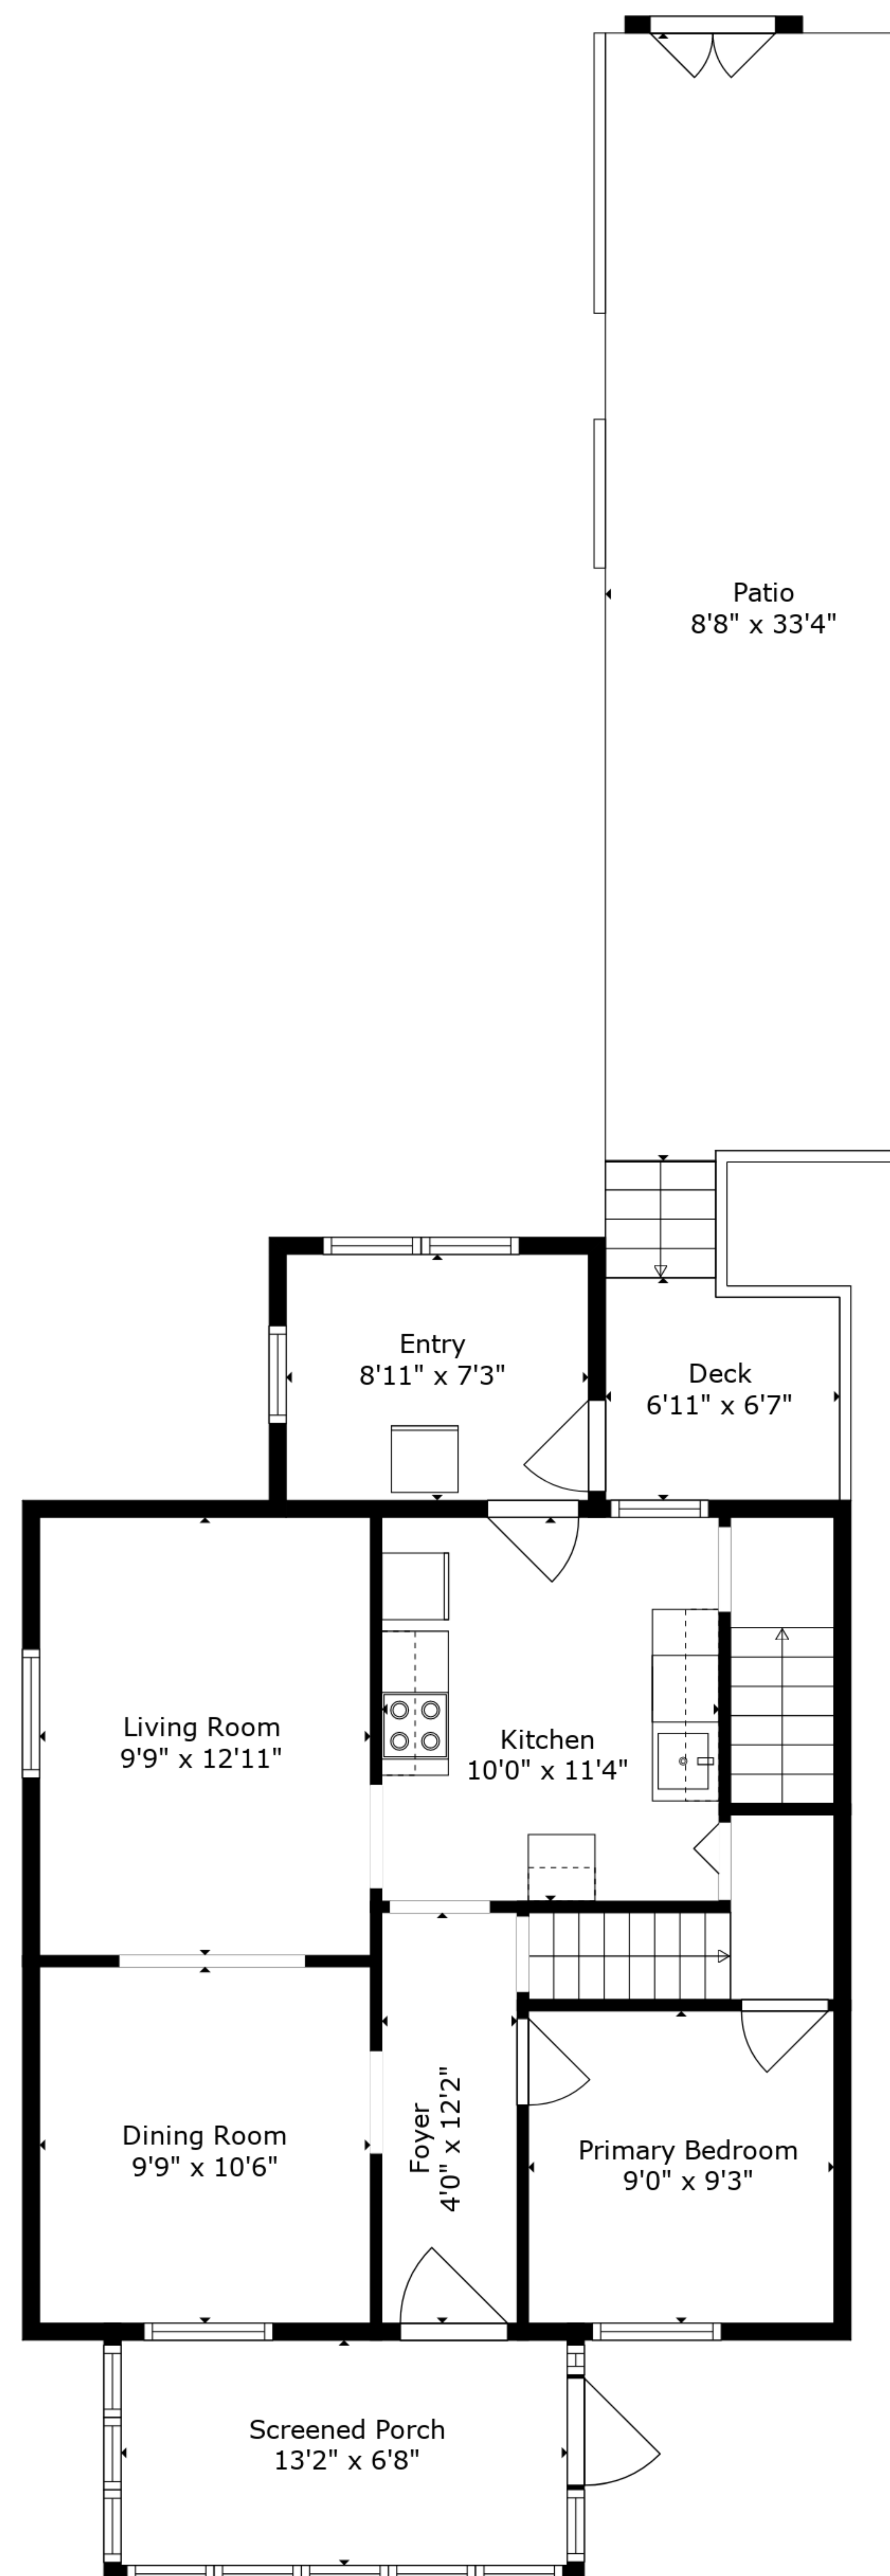 Patio
8'8" x 33'4"
Entry
8'11" x 7'3"
Deck
6'11" x 6'7"
Living Room
9'9" x 12'11"
Kitchen
10'0" x 11'4"
Dining Room
9'9" x 10'6"
Foyer
4'0" x 12'2"
Primary Bedroom
9'0" x 9'3"
Screened Porch
13'2" x 6'8"